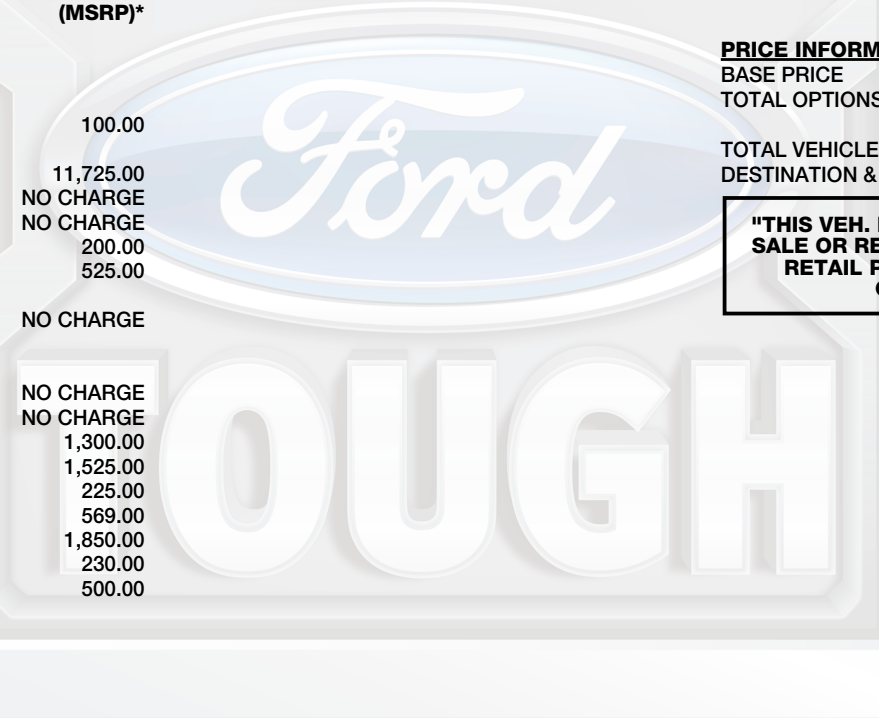 (MSRP)*
100.00
11,725.00
NO CHARGE
NO CHARGE
200.00
525.00
NO CHARGE
NO CHARGE
NO CHARGE
1,300.00
1,525.00
225.00
569.00
1,850.00
230.00
500.00
PRICE
BASE PRICE
TOTAL OPTIONS
TOTAL VEHICLE
DESTINATION &
"THIS VEH.
SALE OR
RETAIL
Ford
TOUGH